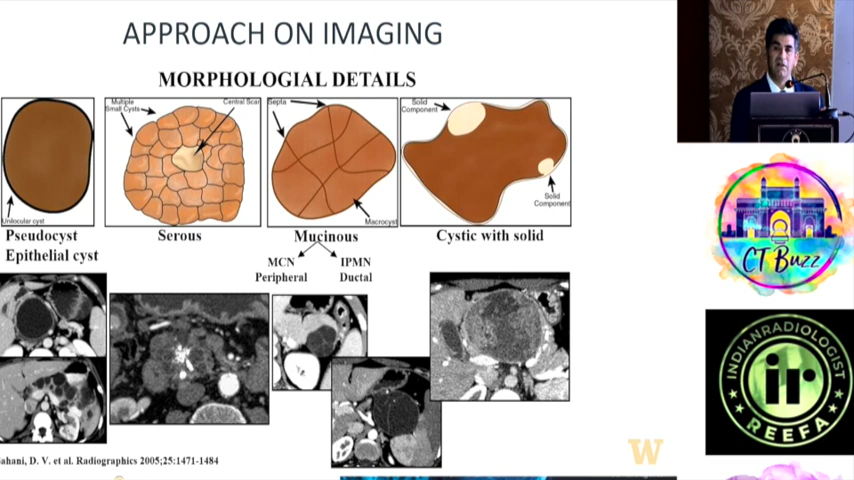 APPROACH ON IMAGING
MORPHOLOGIAL DETAILS
Multiple
Small Cysts
Central Scar
Septa
Solid
Component
Unilocular cyst
Macrocyst
Solid
Component
Pseudocyst
Epithelial cyst
Serous
Mucinous
Cystic with solid
MCN
Peripheral
IPMN
Ductal
ahani, D. V. et al. Radiographics 2005;25:1471-1484
W
CT Buzz
INDIANRADIOLOGIST
ir
REEFA